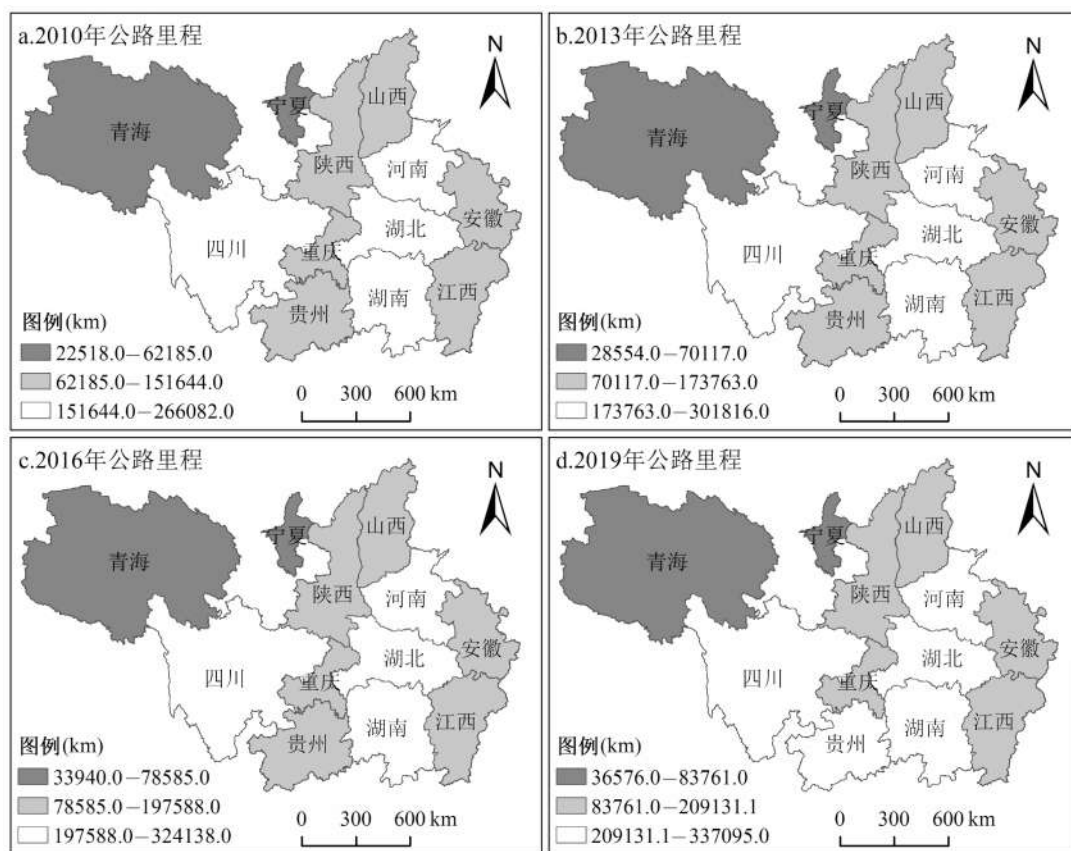 a.2010年公路里程
N
青海
宁夏
山西
陕西
河南
四川
重庆
湖北
安徽
贵州
湖南
江西
图例(km)
22518.0—62185.0
62185.0—151644.0
151644.0—266082.0
0 300 600 km
b.2013年公路里程
N
青海
宁夏
山西
陕西
河南
四川
重庆
湖北
安徽
贵州
湖南
江西
图例(km)
28554.0—70117.0
70117.0—173763.0
173763.0—301816.0
0 300 600 km
c.2016年公路里程
N
青海
宁夏
山西
陕西
河南
四川
重庆
湖北
安徽
贵州
湖南
江西
图例(km)
33940.0—78585.0
78585.0—197588.0
197588.0—324138.0
0 300 600 km
d.2019年公路里程
N
青海
宁夏
山西
陕西
河南
四川
重庆
湖北
安徽
贵州
湖南
江西
图例(km)
36576.0—83761.0
83761.0—209131.1
209131.1—337095.0
0 300 600 km